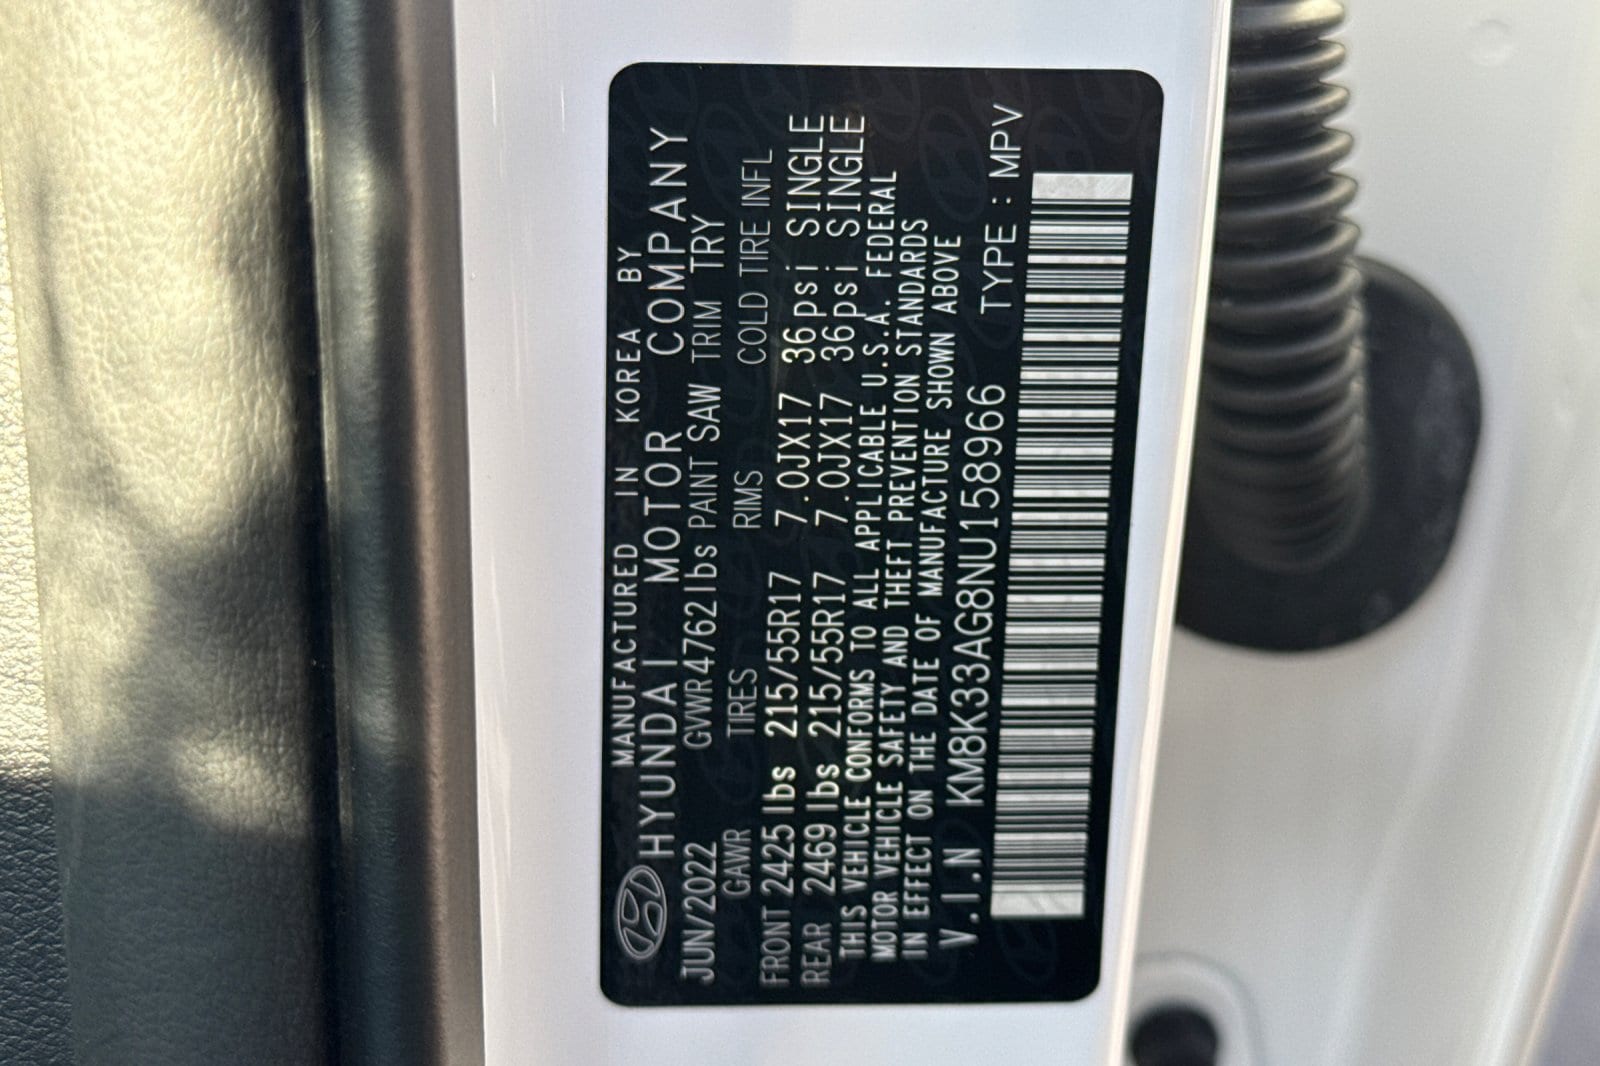 MANUFACTURED IN KOREA BY
HYUNDAI MOTOR COMPANY
JUN/2022 GVWR 4762 lbs PAINT SAW TRIM TRY
GAWR TIRES RIMS COLD TIRE INFL
FRONT 2425 lbs 215/55R17 7.0JX17 36psi SINGLE
REAR 2469 lbs 215/55R17 7.0JX17 36psi SINGLE
THIS VEHICLE CONFORMS TO ALL APPLICABLE U.S.A. FEDERAL
MOTOR VEHICLE SAFETY AND THEFT PREVENTION STANDARDS
IN EFFECT ON THE DATE OF MANUFACTURE SHOWN ABOVE
V.I.N KM8K33AG8NU158966 TYPE : MPV